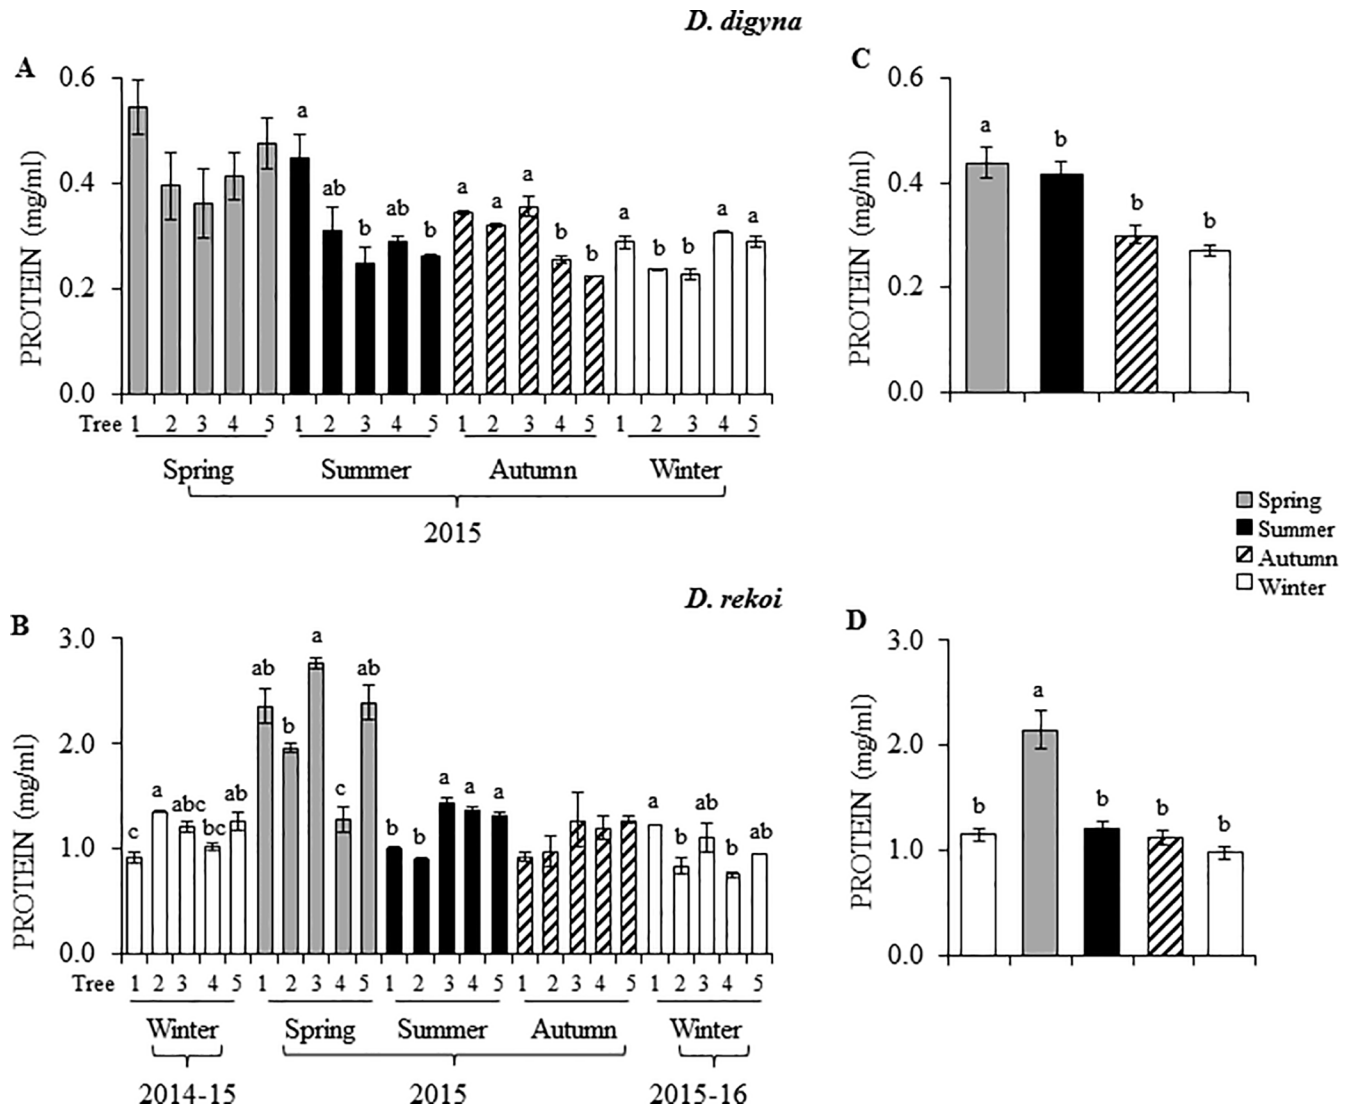 D. digyna
A
0.6
a
a
a
a
ab
ab
b
b
b
b
a
b
b
a
a
0.4
0.2
0.0
PROTEIN (mg/ml)
Tree 1 2 3 4 5 1 2 3 4 5 1 2 3 4 5 1 2 3 4 5
Spring Summer Autumn Winter
2015
C
0.6
a
b
b
b
0.4
0.2
0.0
PROTEIN (mg/ml)
Spring
Summer
Autumn
Winter
D. rekoi
B
3.0
c
a
abc
bc
ab
ab
b
a
c
ab
b
b
a
a
a
a
b
ab
b
ab
2.0
1.0
0.0
PROTEIN (mg/ml)
Tree 1 2 3 4 5 1 2 3 4 5 1 2 3 4 5 1 2 3 4 5 1 2 3 4 5
Winter Spring Summer Autumn Winter
2014-15 2015 2015-16
D
3.0
b
a
b
b
b
2.0
1.0
0.0
PROTEIN (mg/ml)